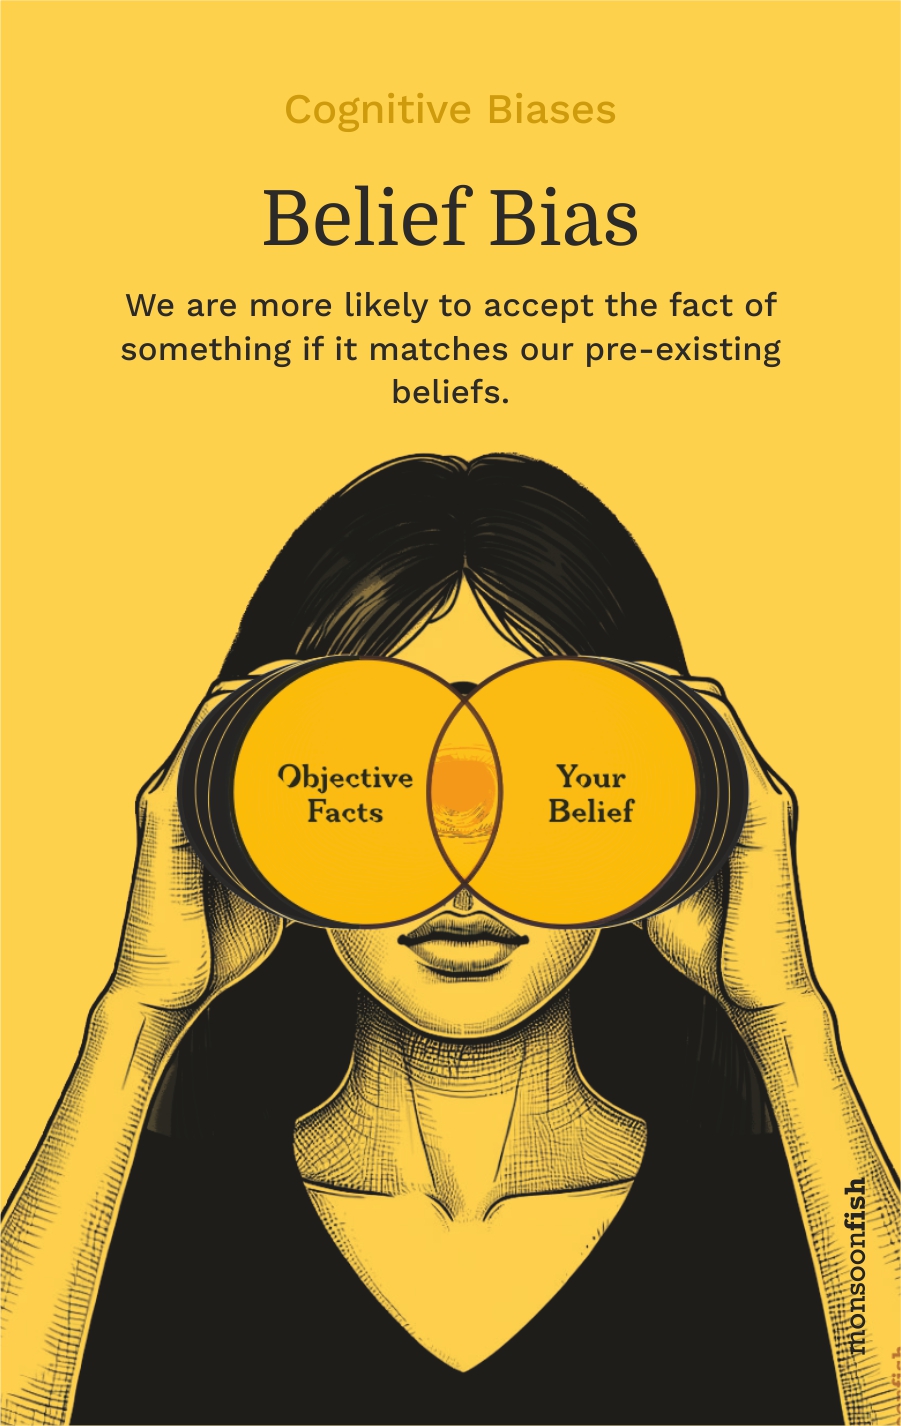 Cognitive Biases
Belief Bias
We are more likely to accept the fact of
something if it matches our pre-existing
beliefs.
Objective
Facts
Your
Belief
monsoonfish